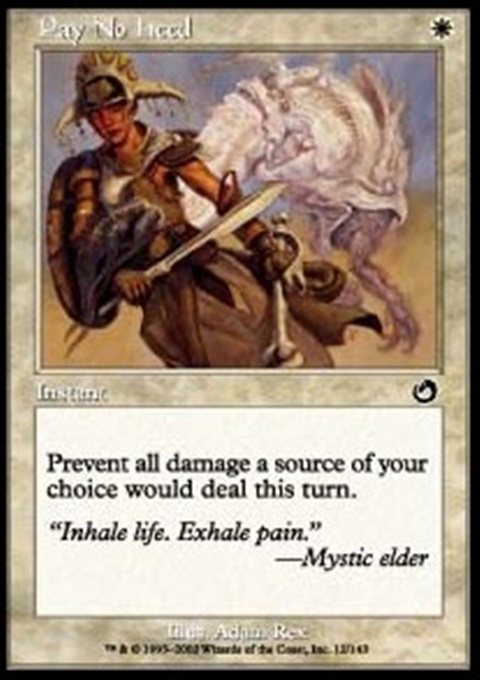 Pay No Heed
Instant
Prevent all damage a source of your
choice would deal this turn.
“Inhale life. Exhale pain.”
—Mystic elder
Illus. Adam Rex
™ & © 1993–2002 Wizards of the Coast, Inc. 12/143